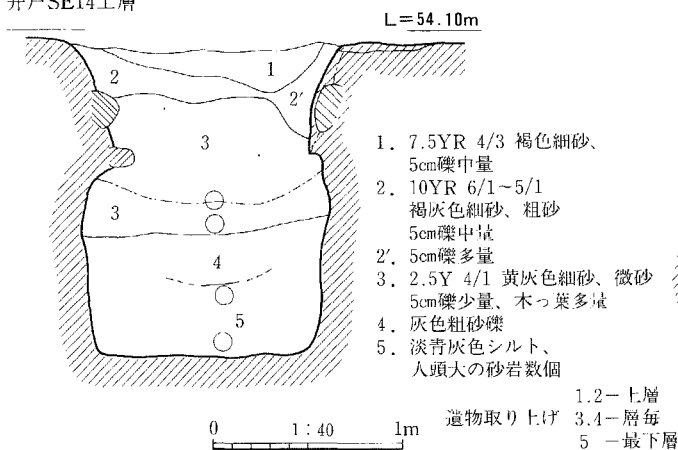 井戸SE14土層
L=54.10m
1
2
2'
3
3
4
5
1. 7.5YR 4/3 褐色細砂、
5cm礫中量
2. 10YR 6/1~5/1
褐灰色細砂、粗砂
5cm礫中量
2'. 5cm礫多量
3. 2.5Y 4/1 黄灰色細砂、微砂
5cm礫少量、木っ葉多量
4. 灰色粗砂礫
5. 淡青灰色シルト、
人頭大の砂岩数個
0 1:40 1m
遺物取り上げ
1.2─上層
3.4─層毎
5 ─最下層